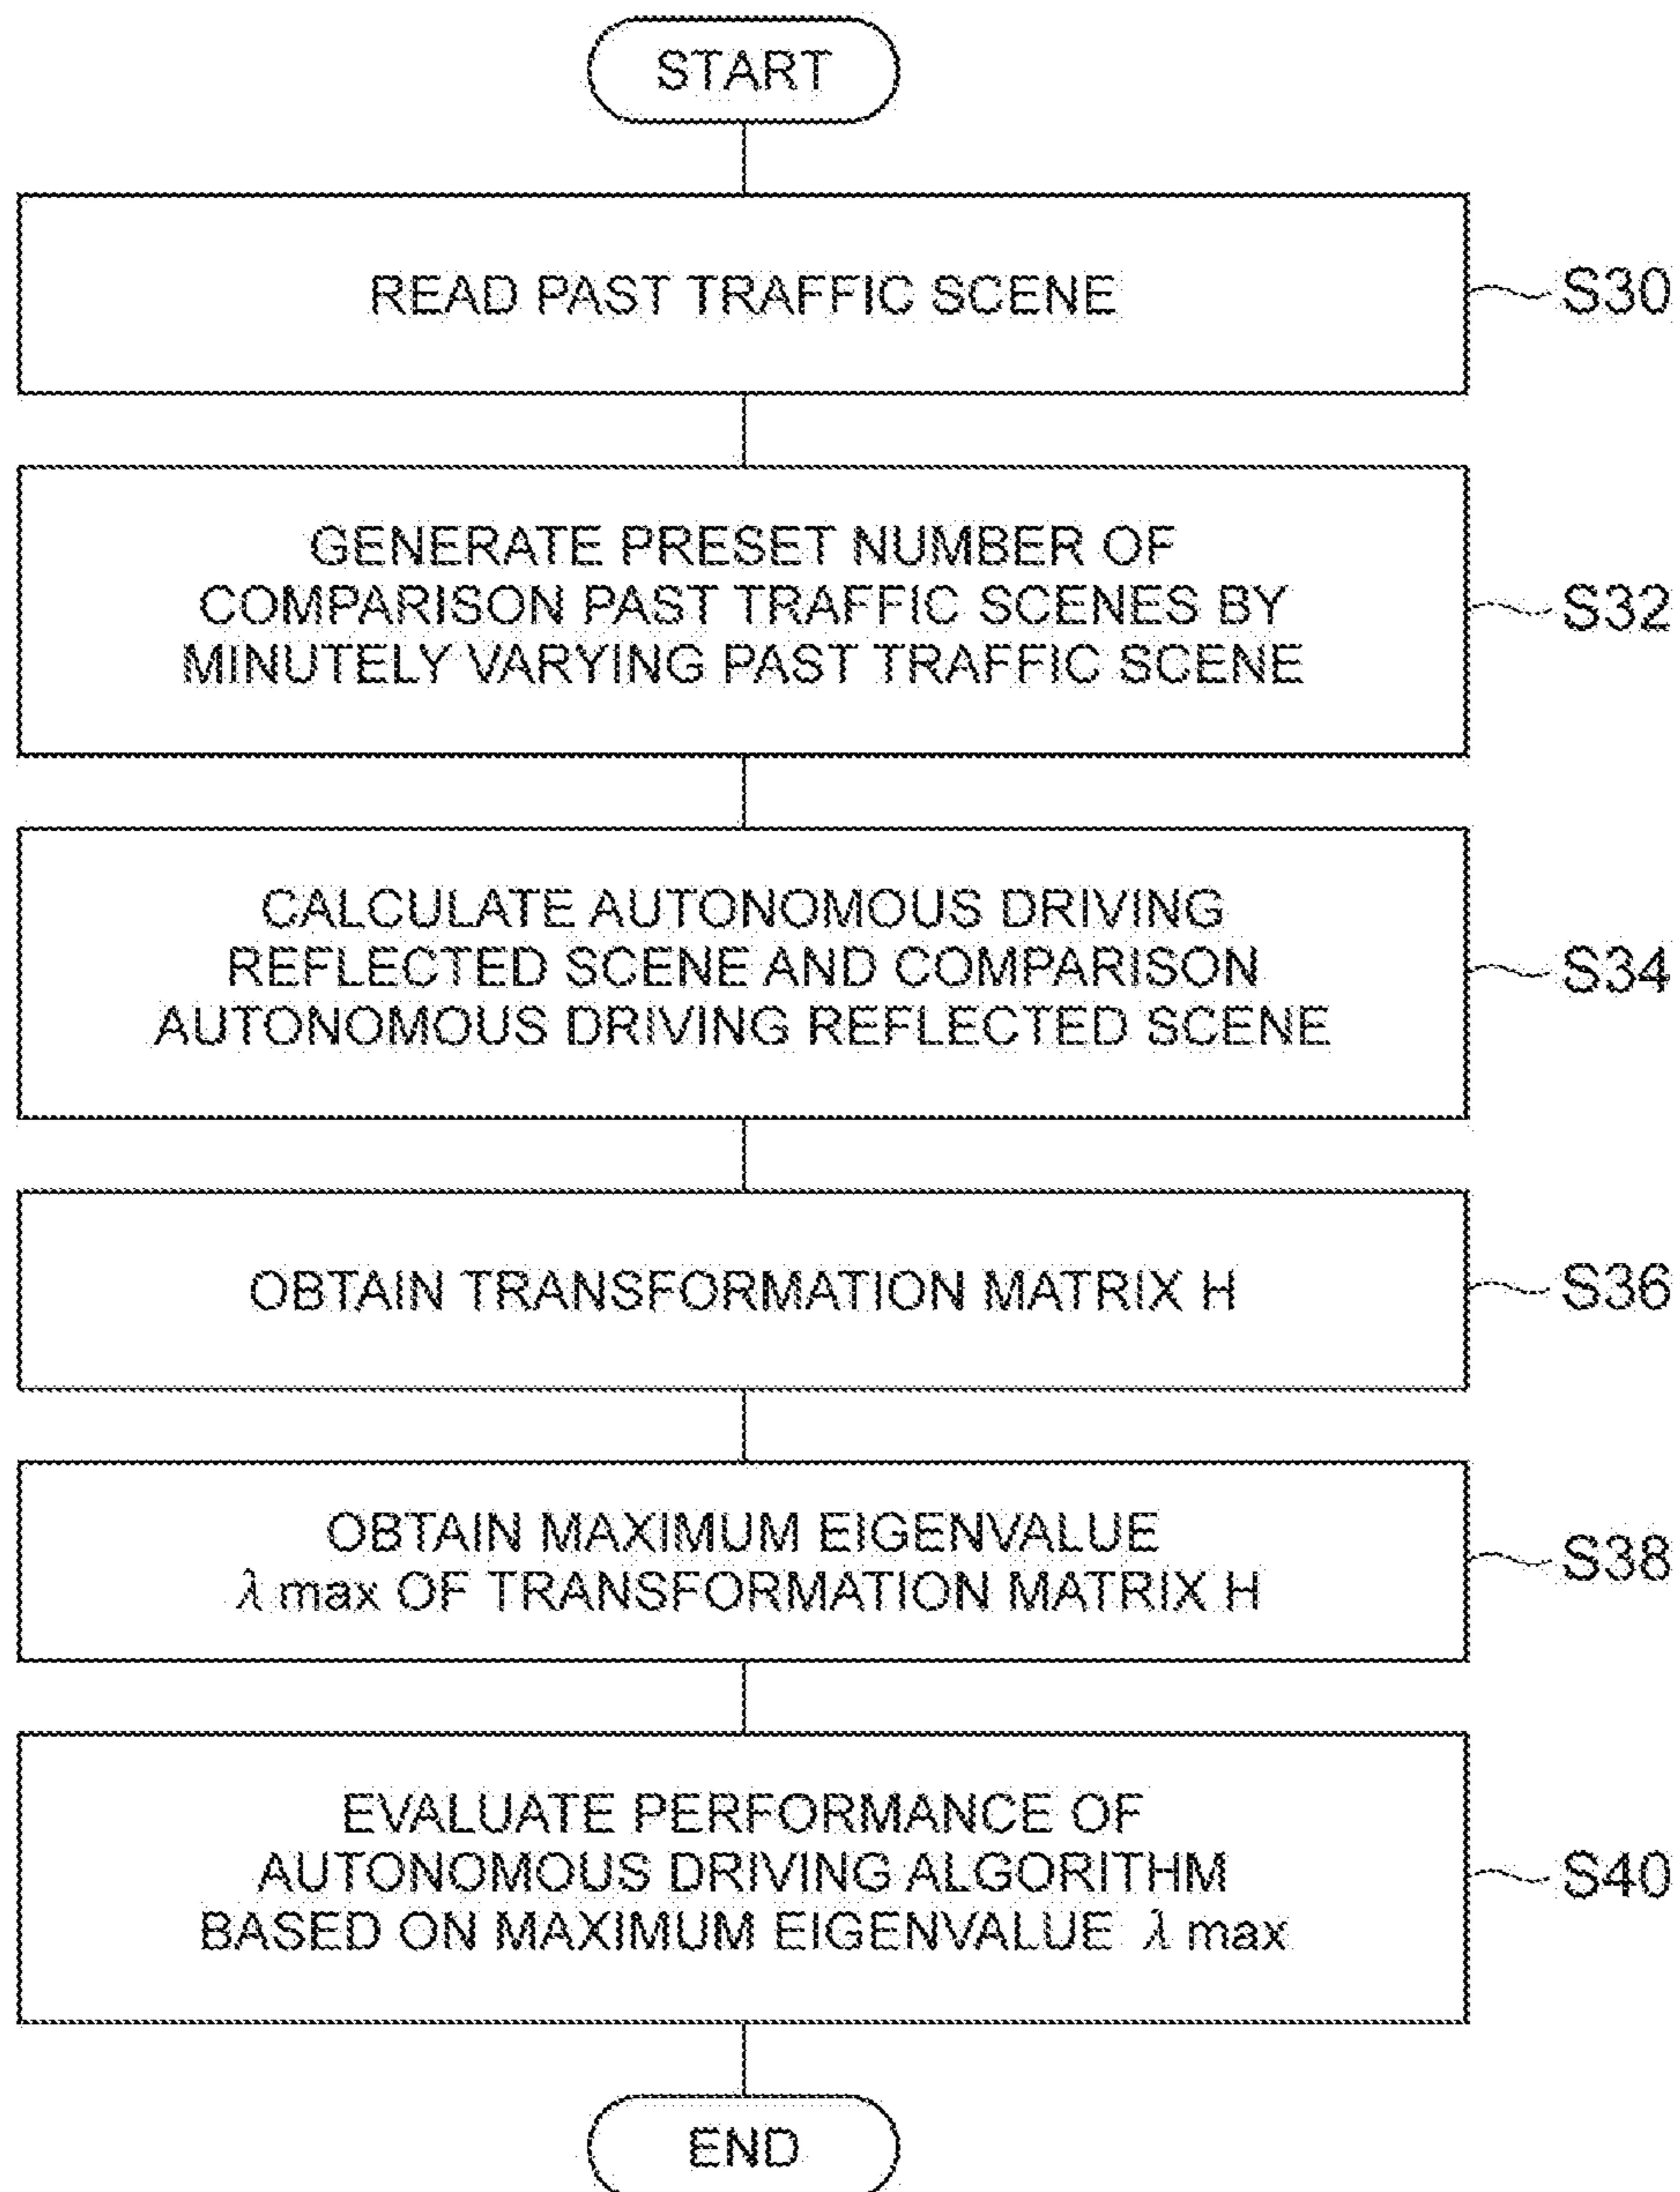 START
READ PAST TRAFFIC SCENE
S30
GENERATE PRESET NUMBER OF
COMPARISON PAST TRAFFIC SCENES BY
MINUTELY VARYING PAST TRAFFIC SCENE
S32
CALCULATE AUTONOMOUS DRIVING
REFLECTED SCENE AND COMPARISON
AUTONOMOUS DRIVING REFLECTED SCENE
S34
OBTAIN TRANSFORMATION MATRIX H
S36
OBTAIN MAXIMUM EIGENVALUE
λ max OF TRANSFORMATION MATRIX H
S38
EVALUATE PERFORMANCE OF
AUTONOMOUS DRIVING ALGORITHM
BASED ON MAXIMUM EIGENVALUE λ max
S40
END